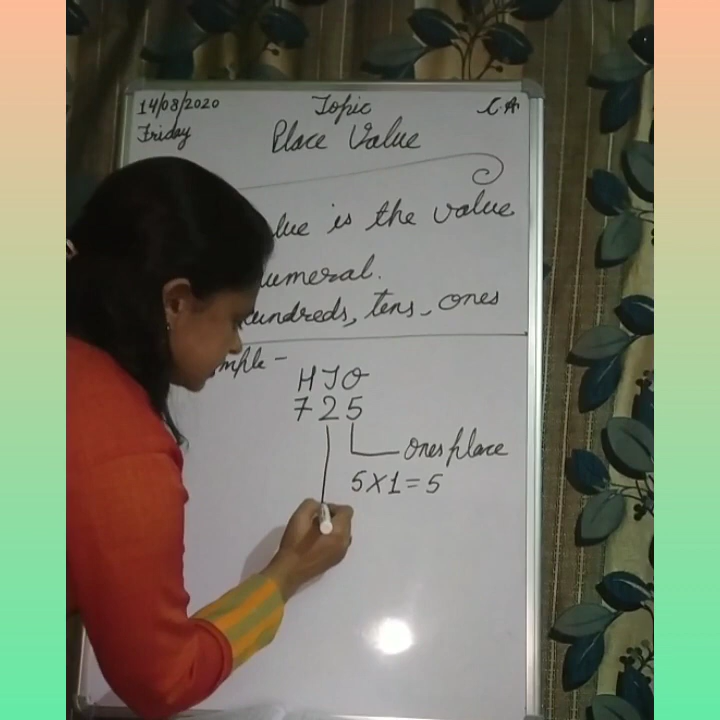 14/08/2020
Friday
Topic
C.A
Place Value
lue is the value
umeral.
undreds, tens, ones
mple -
H T O
7 2 5
ones place
5 X 1 = 5